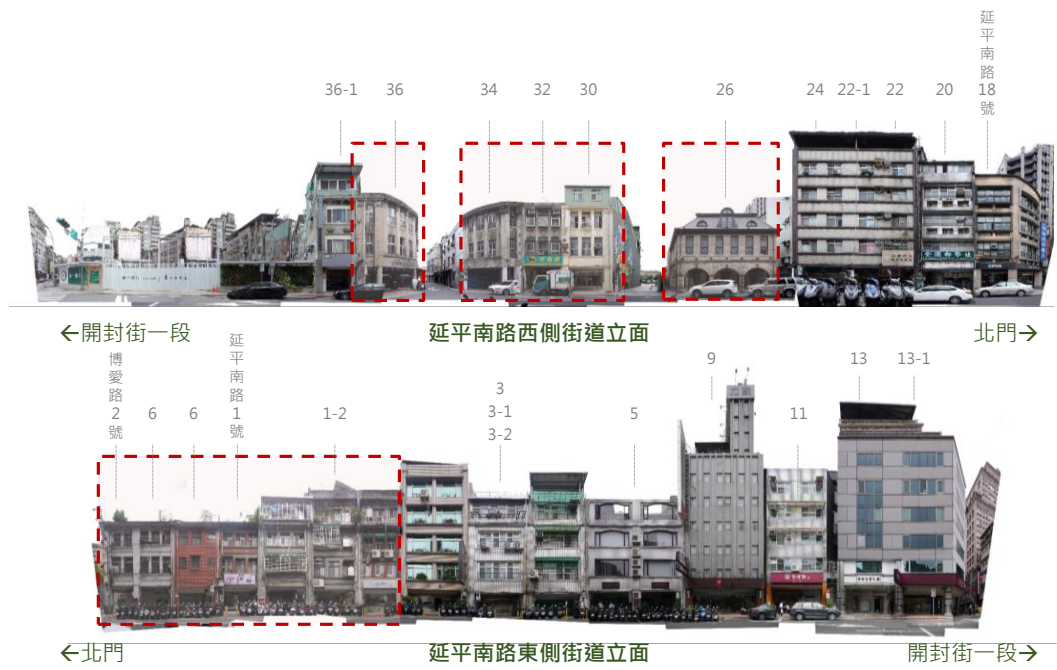 延平南路18號
36-1 36 34 32 30 26 24 22-1 22 20
←開封街一段 延平南路西側街道立面 北門→
博愛路2號 6 6 延平南路1號 1-2 3 5 9 11 13 13-1
3-1
3-2
←北門 延平南路東側街道立面 開封街一段→